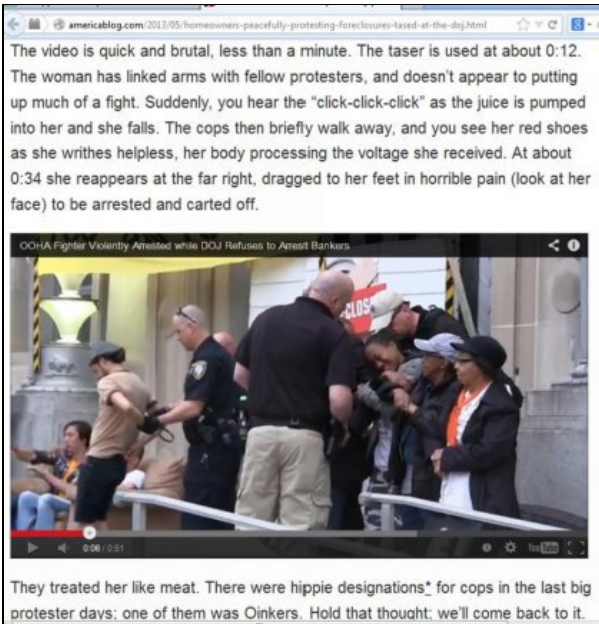 americablog.com/2013/05/homeowners-peacefully-protesting-foreclosures-tased-at-the-doj.html
The video is quick and brutal, less than a minute. The taser is used at about 0:12.
The woman has linked arms with fellow protesters, and doesn't appear to putting
up much of a fight. Suddenly, you hear the “click-click-click” as the juice is pumped
into her and she falls. The cops then briefly walk away, and you see her red shoes
as she writhes helpless, her body processing the voltage she received. At about
0:34 she reappears at the far right, dragged to her feet in horrible pain (look at her
face) to be arrested and carted off.
OOHA Fighter Violently Arrested while DOJ Refuses to Arrest Bankers
CLOS
0:06 / 0:51
YouTube
They treated her like meat. There were hippie designations* for cops in the last big
protester days; one of them was Oinkers. Hold that thought; we'll come back to it.